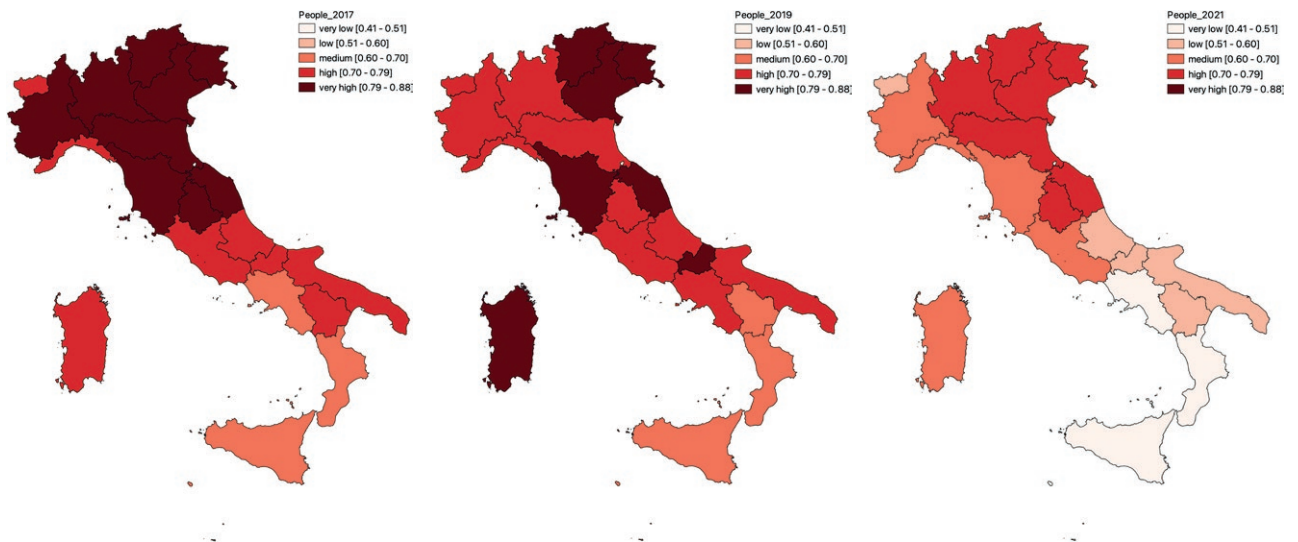 People_2017
very low [0.41 - 0.51]
low [0.51 - 0.60]
medium [0.60 - 0.70]
high [0.70 - 0.79]
very high [0.79 - 0.88]
People_2019
very low [0.41 - 0.51]
low [0.51 - 0.60]
medium [0.60 - 0.70]
high [0.70 - 0.79]
very high [0.79 - 0.88]
People_2021
very low [0.41 - 0.51]
low [0.51 - 0.60]
medium [0.60 - 0.70]
high [0.70 - 0.79]
very high [0.79 - 0.88]